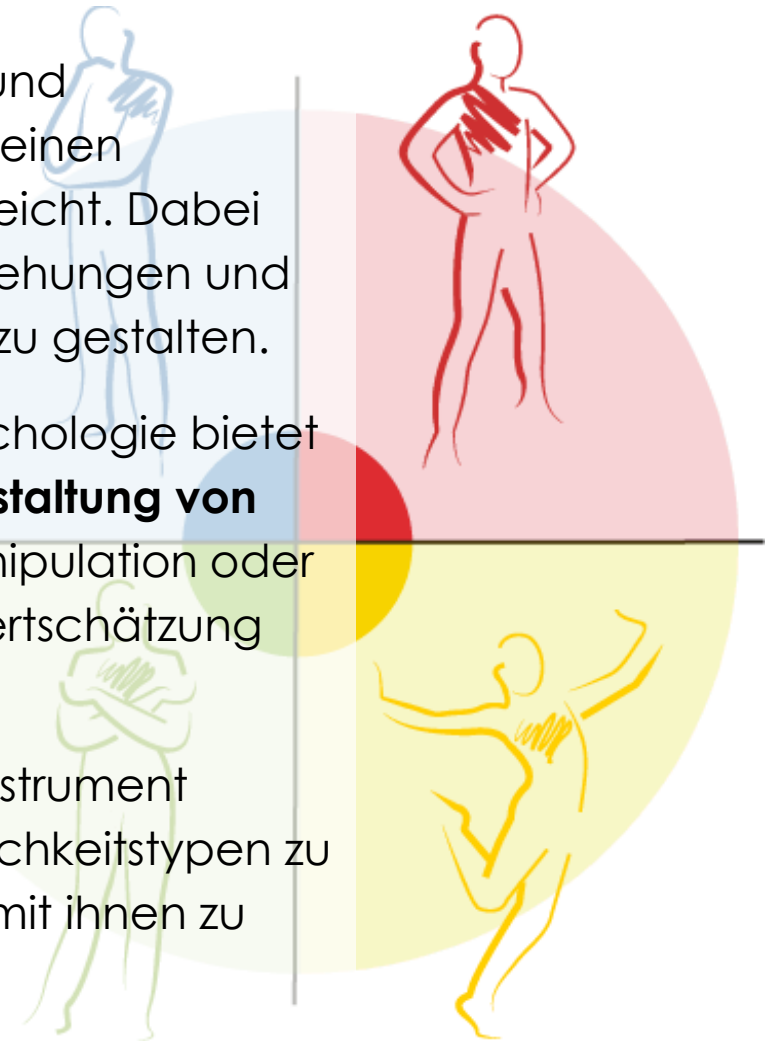 und
einen
eicht. Dabei
ehungen und
zu gestalten.
chologie bietet
staltung von
nipulation oder
ertschätzung
strument
ichkeitstypen zu
mit ihnen zu